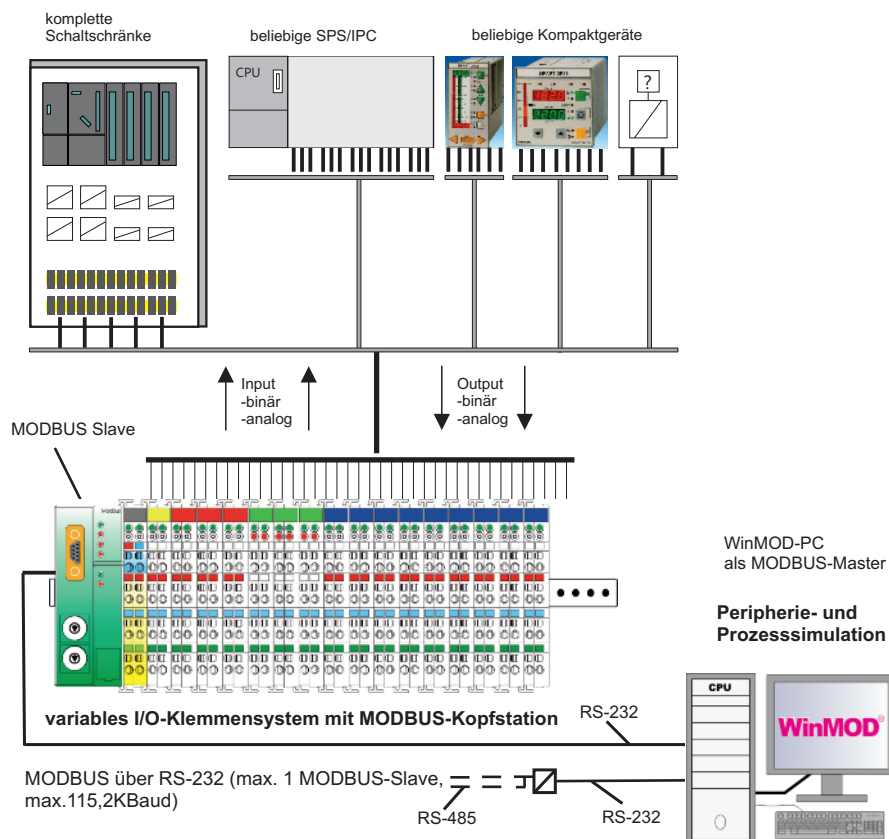 komplette
Schaltschränke
beliebige SPS/IPC
beliebige Kompaktgeräte
CPU
?
Input
-binär
-analog
Output
-binär
-analog
MODBUS Slave
WinMOD-PC
als MODBUS-Master
Peripherie- und
Prozesssimulation
CPU
WinMOD®
variables I/O-Klemmensystem mit MODBUS-Kopfstation
RS-232
MODBUS über RS-232 (max. 1 MODBUS-Slave,
max.115,2KBaud)
RS-485
RS-232